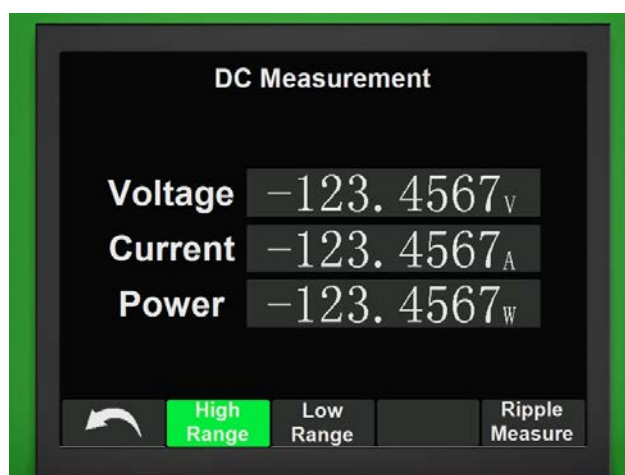 DC Measurement
Voltage -123.4567V
Current -123.4567A
Power -123.4567W
High Range
Low Range
Ripple Measure